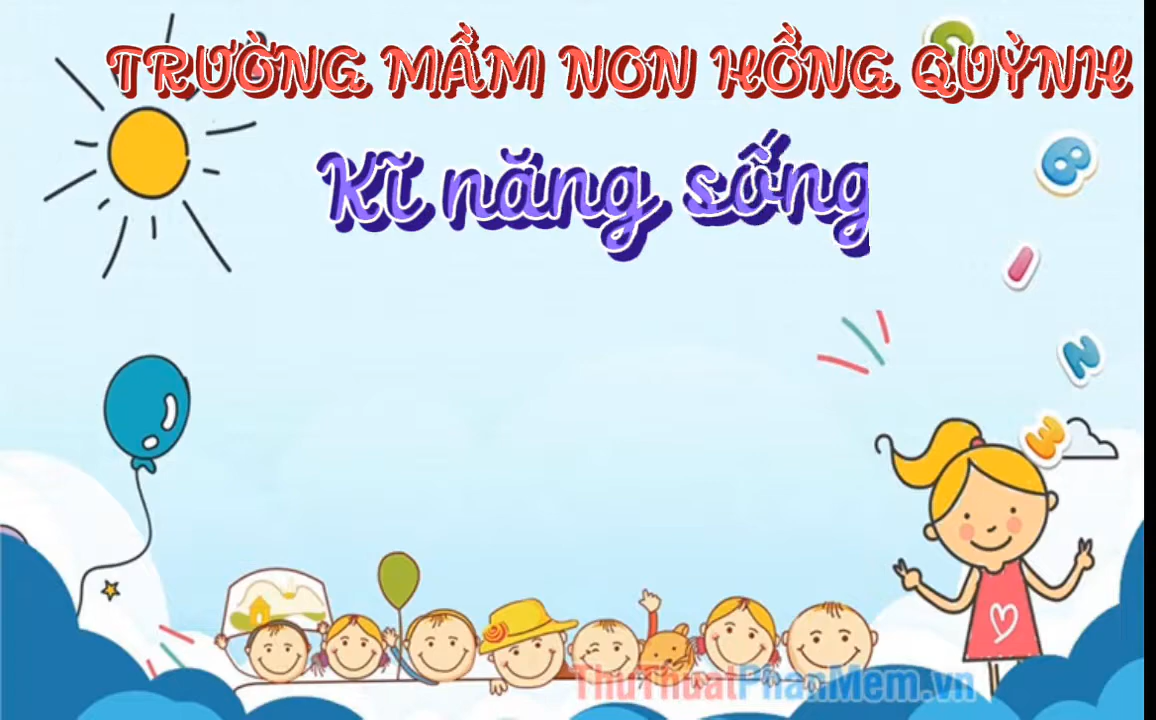 TRƯỜNG MẦM NON HỒNG QUỲNH
Kĩ năng sống
ThuThuatPhanMem.vn